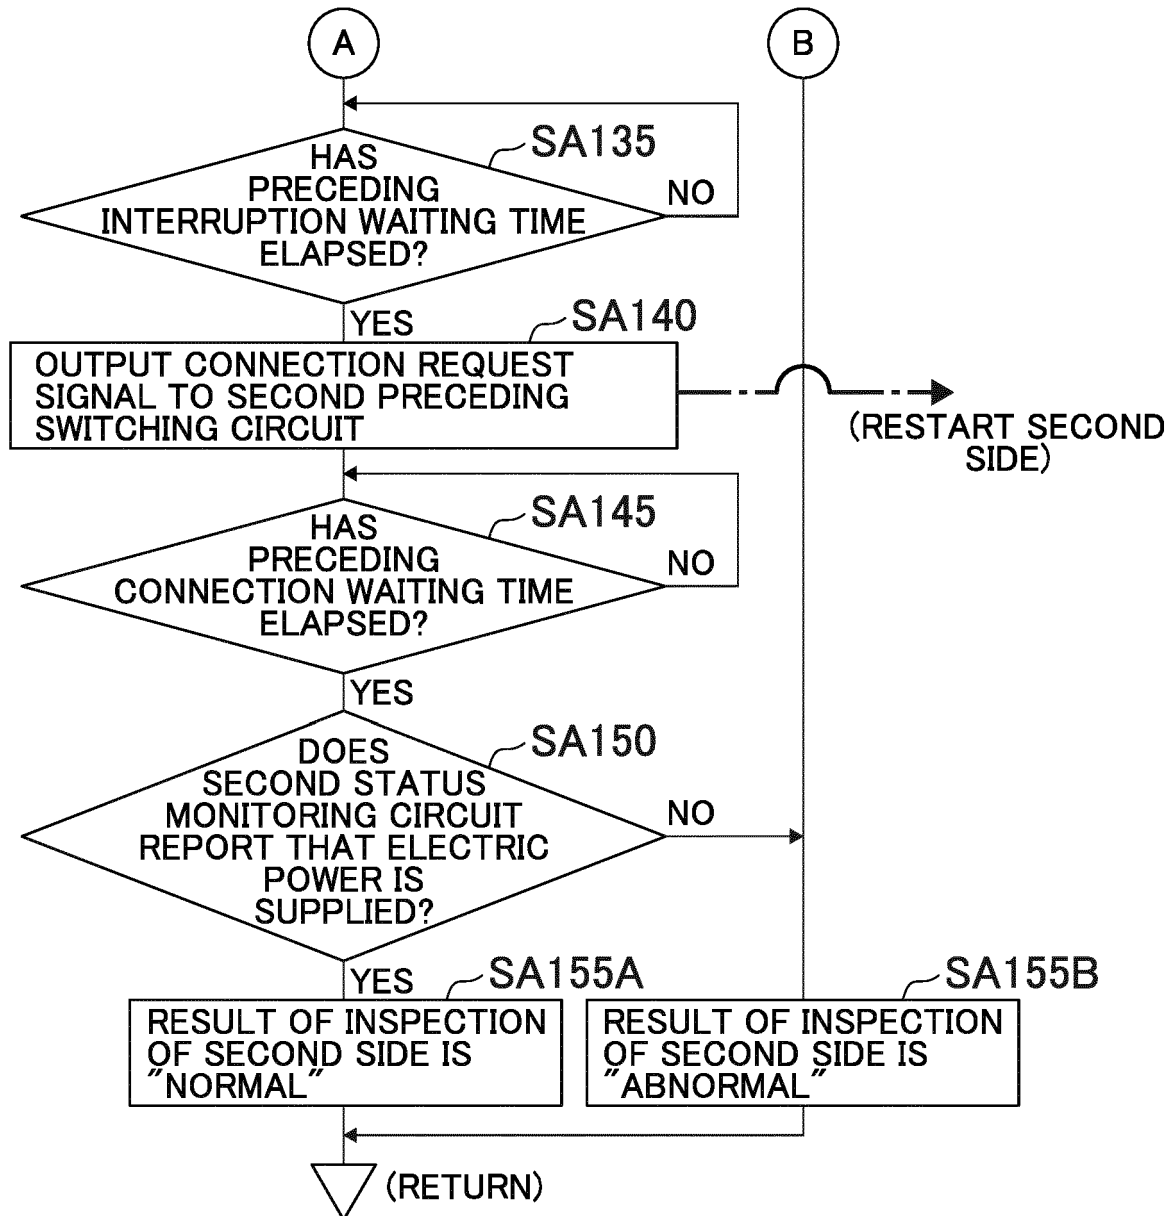 A
B
SA135
HAS
PRECEDING
INTERRUPTION WAITING TIME
ELAPSED?
NO
YES
SA140
OUTPUT CONNECTION REQUEST
SIGNAL TO SECOND PRECEDING
SWITCHING CIRCUIT
(RESTART SECOND
SIDE)
SA145
HAS
PRECEDING
CONNECTION WAITING TIME
ELAPSED?
NO
YES
SA150
DOES
SECOND STATUS
MONITORING CIRCUIT
REPORT THAT ELECTRIC
POWER IS
SUPPLIED?
NO
YES
SA155A
RESULT OF INSPECTION
OF SECOND SIDE IS
"NORMAL"
SA155B
RESULT OF INSPECTION
OF SECOND SIDE IS
"ABNORMAL"
(RETURN)